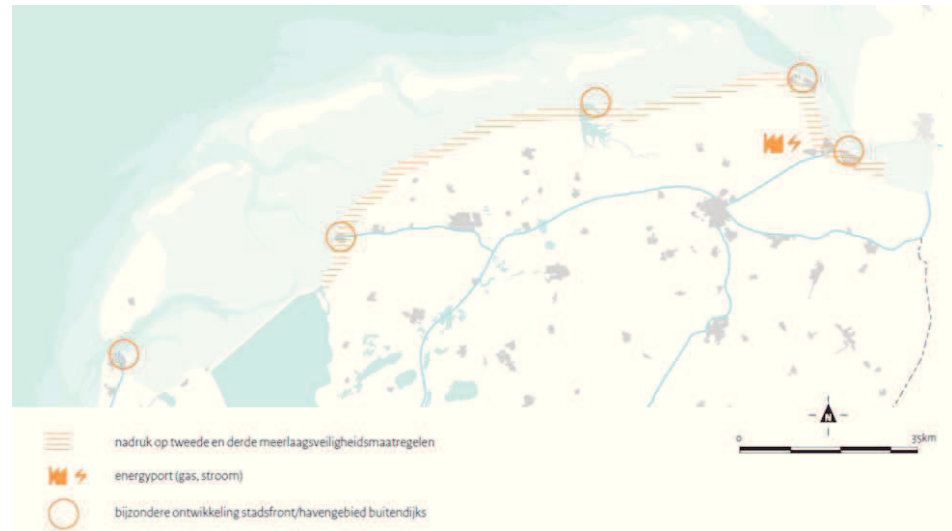 N
0 35km
nadruk op tweede en derde meerlaagsveiligheidsmaatregelen
energyport (gas, stroom)
bijzondere ontwikkeling stadsfront/havengebied buitendijks